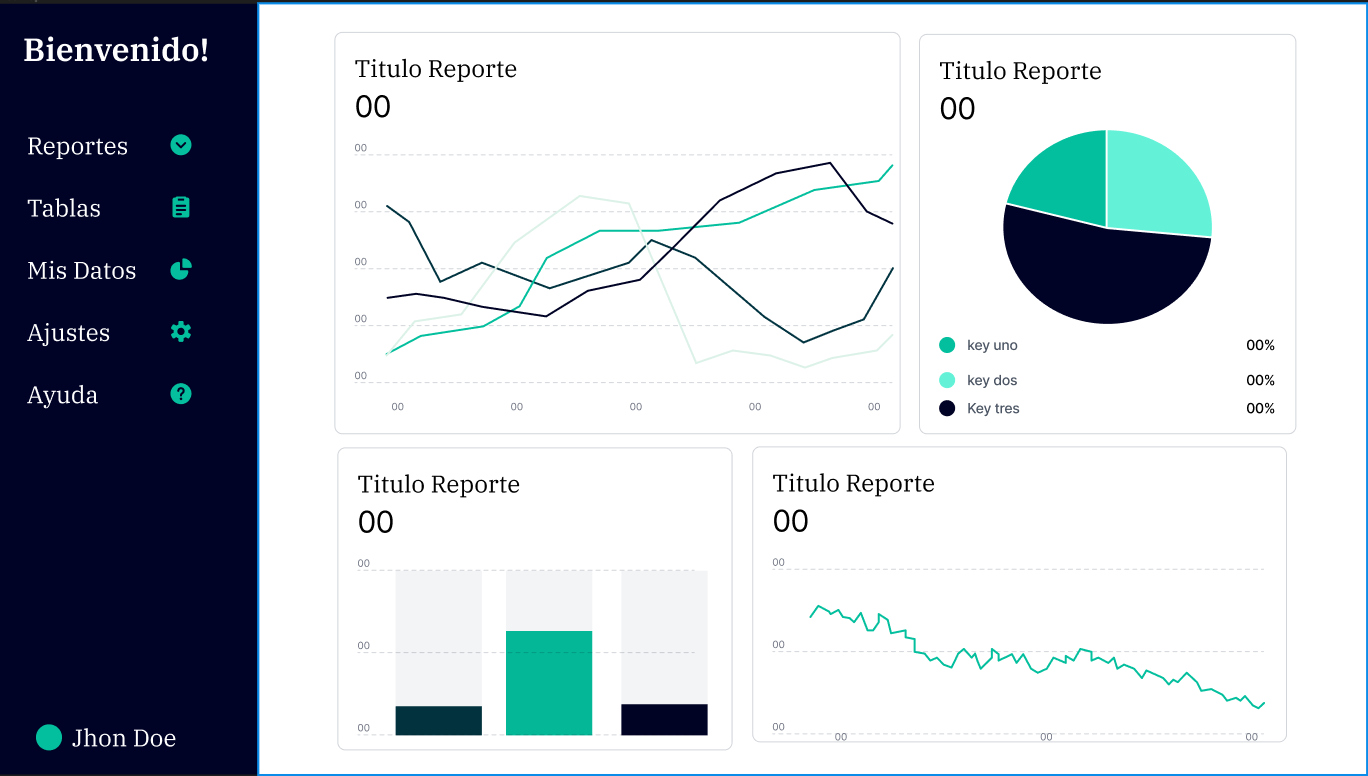 Bienvenido!
Reportes
Tablas
Mis Datos
Ajustes
Ayuda
Jhon Doe
Titulo Reporte
00
00
00
00
00
00
00 00 00 00 00
Titulo Reporte
00
key uno 00%
key dos 00%
Key tres 00%
Titulo Reporte
00
00
00
00
Titulo Reporte
00
00
00
00
00 00 00